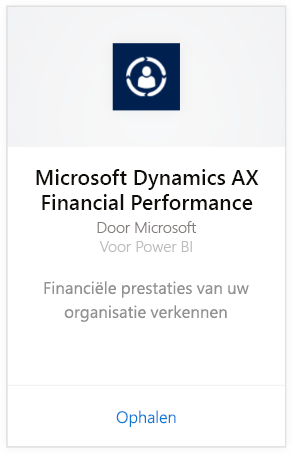 Microsoft Dynamics AX
Financial Performance
Door Microsoft
Voor Power BI
Financiële prestaties van uw
organisatie verkennen
Ophalen